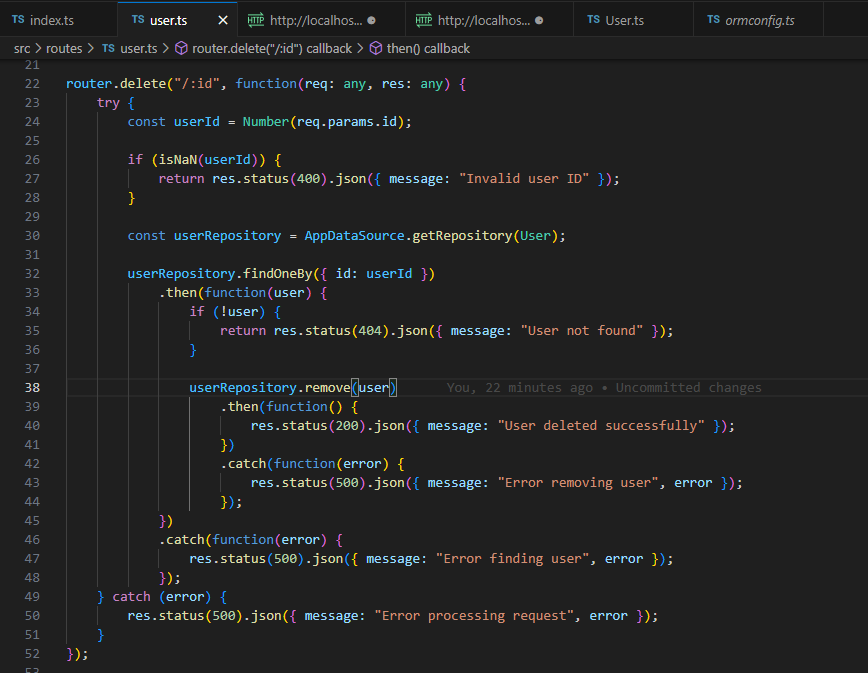 TS index.ts TS user.ts × HTTP http://localhos... ● HTTP http://localhos... ● TS User.ts TS ormconfig.ts
src > routes > TS user.ts > router.delete("/:id") callback > then() callback
21
22 router.delete("/:id", function(req: any, res: any) {
23 try {
24 const userId = Number(req.params.id);
25
26 if (isNaN(userId)) {
27 return res.status(400).json({ message: "Invalid user ID" });
28 }
29
30 const userRepository = AppDataSource.getRepository(User);
31
32 userRepository.findOneBy({ id: userId })
33 .then(function(user) {
34 if (!user) {
35 return res.status(404).json({ message: "User not found" });
36 }
37
38 userRepository.remove(user) You, 22 minutes ago • Uncommitted changes
39 .then(function() {
40 res.status(200).json({ message: "User deleted successfully" });
41 })
42 .catch(function(error) {
43 res.status(500).json({ message: "Error removing user", error });
44 });
45 })
46 .catch(function(error) {
47 res.status(500).json({ message: "Error finding user", error });
48 });
49 } catch (error) {
50 res.status(500).json({ message: "Error processing request", error });
51 }
52 });
53